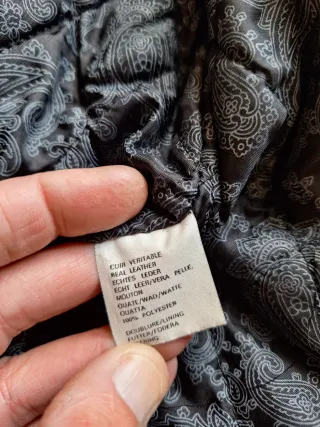 CUIR VERITABLE
REAL LEATHER
ECHTES LEDER
ECHT LEER/VERA PELLE,
MOUTON
OUATE/WAD/WATTE
OUATTA:
100% POLYESTER
DOUBLURE/LINING
FUTTER/FODERA